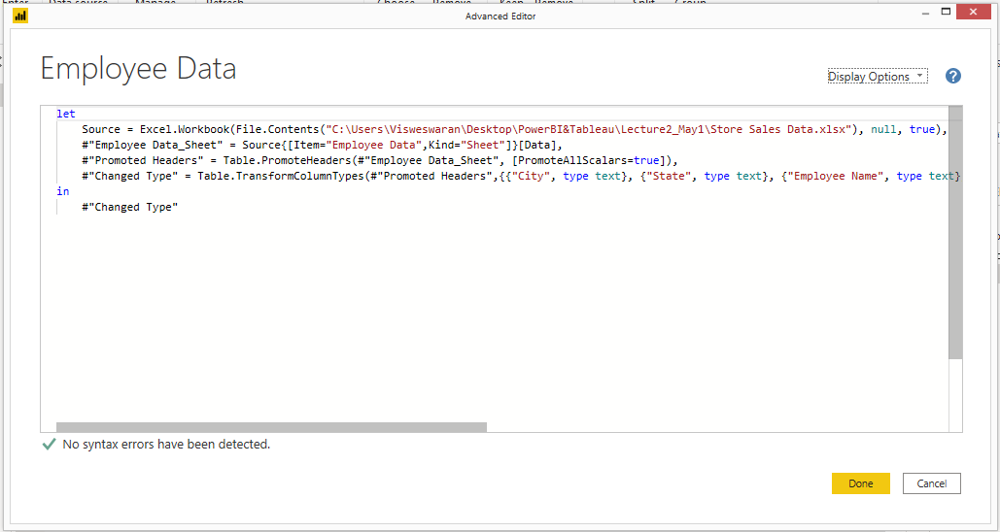 Advanced Editor
Employee Data
Display Options
?
let
Source = Excel.Workbook(File.Contents("C:\Users\Visweswaran\Desktop\PowerBI&Tableau\Lecture2_May1\Store Sales Data.xlsx"), null, true),
#"Employee Data_Sheet" = Source{[Item="Employee Data",Kind="Sheet"]}[Data],
#"Promoted Headers" = Table.PromoteHeaders(#"Employee Data_Sheet", [PromoteAllScalars=true]),
#"Changed Type" = Table.TransformColumnTypes(#"Promoted Headers",{{"City", type text}, {"State", type text}, {"Employee Name", type text}
in
#"Changed Type"
No syntax errors have been detected.
Done Cancel